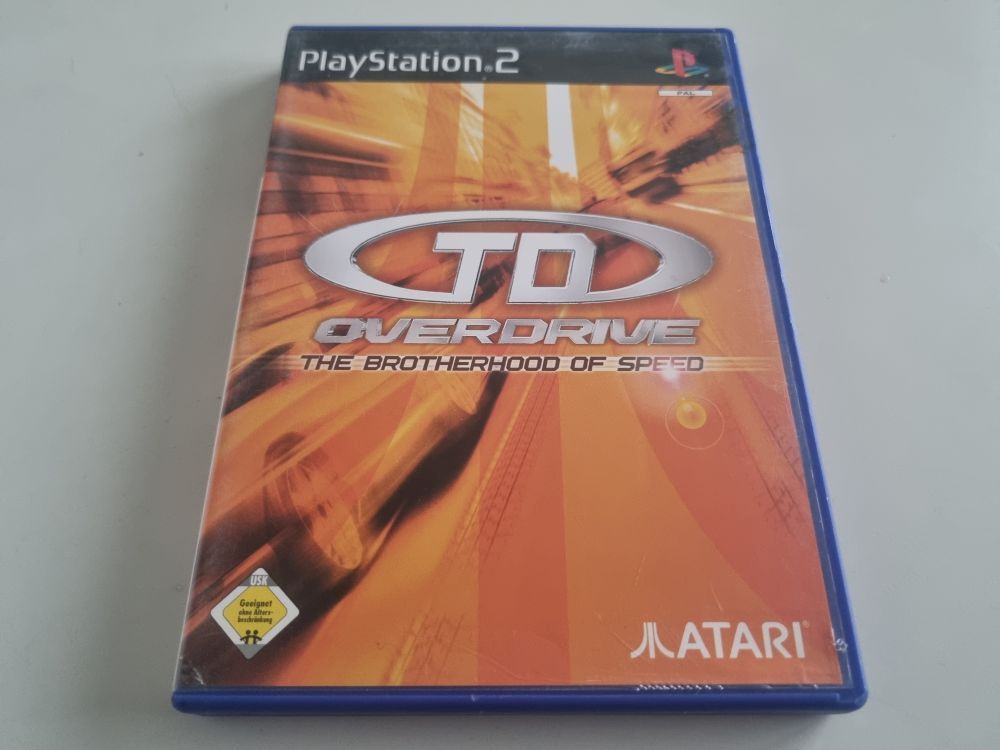 PlayStation®2
PAL
TD
OVERDRIVE
THE BROTHERHOOD OF SPEED
USK
Geeignet
ohne Alters-
beschränkung
ATARI®